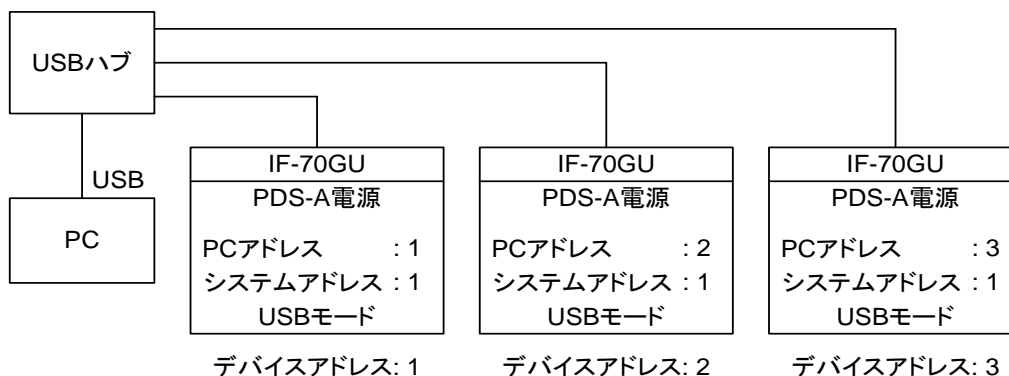 USBハブ
USB
PC
IF-70GU
PDS-A電源
PCアドレス : 1
システムアドレス : 1
USBモード
デバイスアドレス: 1
IF-70GU
PDS-A電源
PCアドレス : 2
システムアドレス : 1
USBモード
デバイスアドレス: 2
IF-70GU
PDS-A電源
PCアドレス : 3
システムアドレス : 1
USBモード
デバイスアドレス: 3